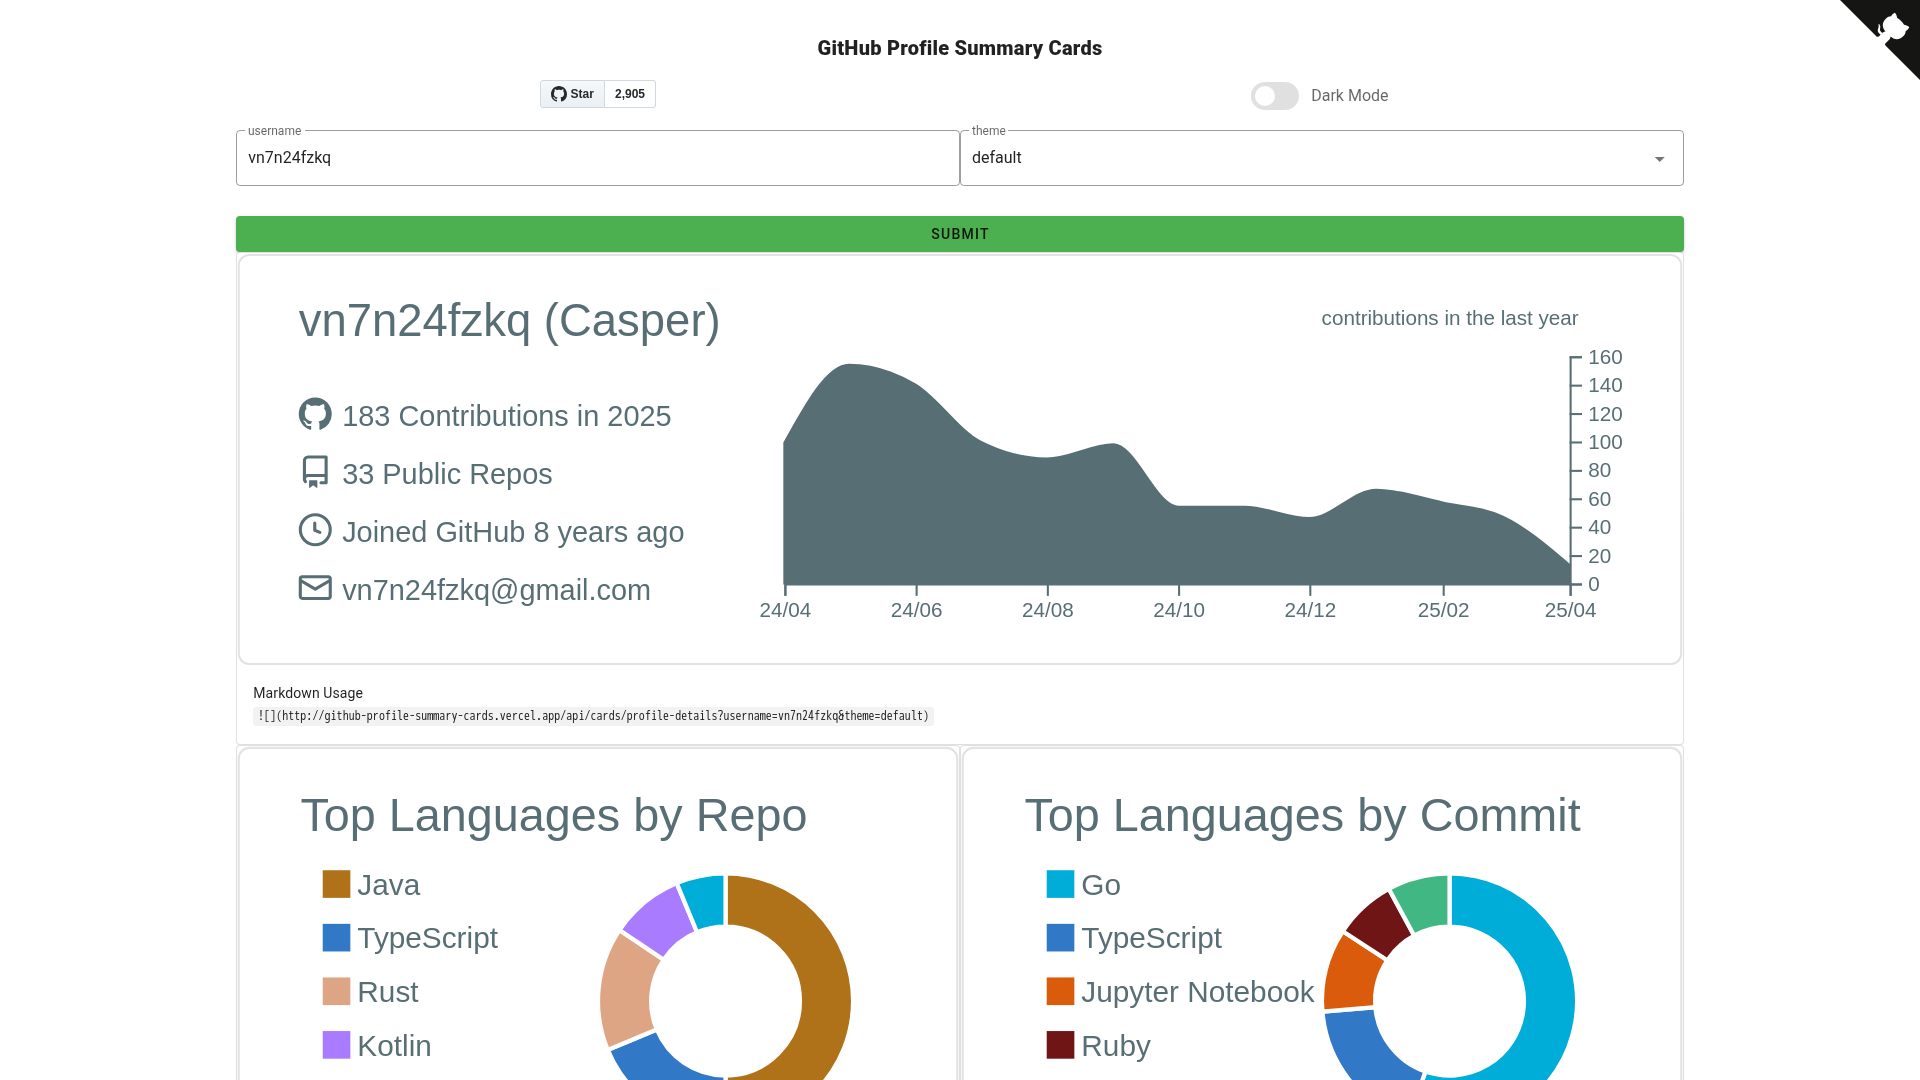 GitHub Profile Summary Cards
Star 2,905
Dark Mode
username
vn7n24fzkq
theme
default
SUBMIT
vn7n24fzkq (Casper)
183 Contributions in 2025
33 Public Repos
Joined GitHub 8 years ago
vn7n24fzkq@gmail.com
contributions in the last year
160
140
120
100
80
60
40
20
0
24/04 24/06 24/08 24/10 24/12 25/02 25/04
Markdown Usage
![](http://github-profile-summary-cards.vercel.app/api/cards/profile-details?username=vn7n24fzkq&theme=default)
Top Languages by Repo
Java
TypeScript
Rust
Kotlin
Top Languages by Commit
Go
TypeScript
Jupyter Notebook
Ruby